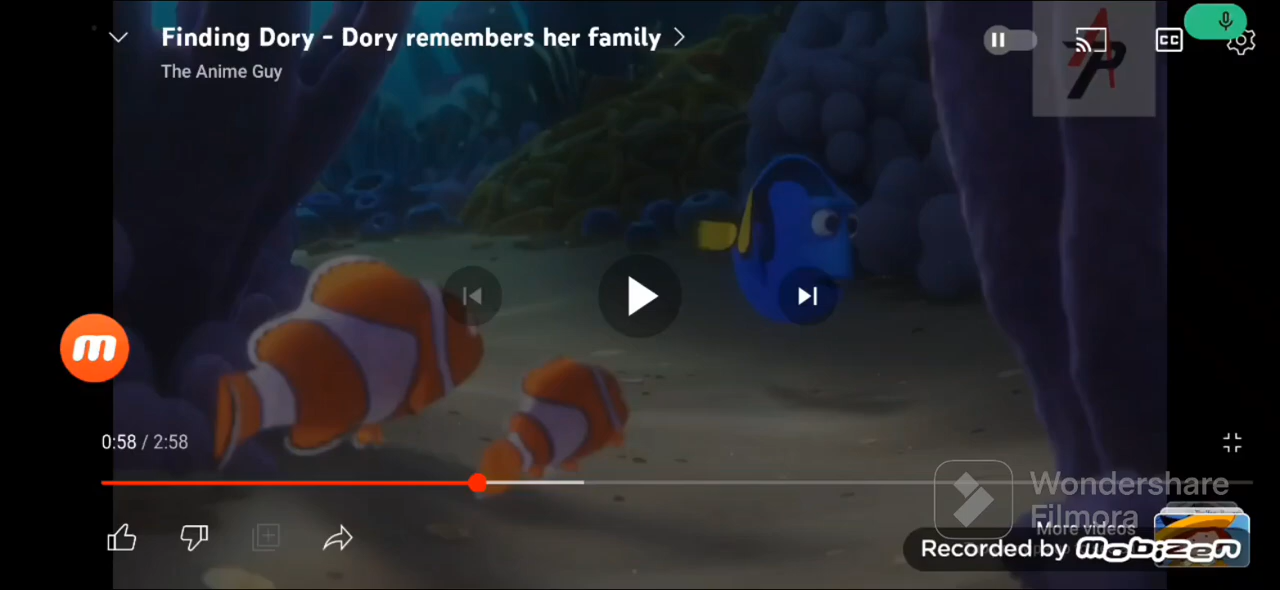 Finding Dory - Dory remembers her family
The Anime Guy
CC
m
0:58 / 2:58
Wondershare
Filmora
More videos
Recorded by mobizen